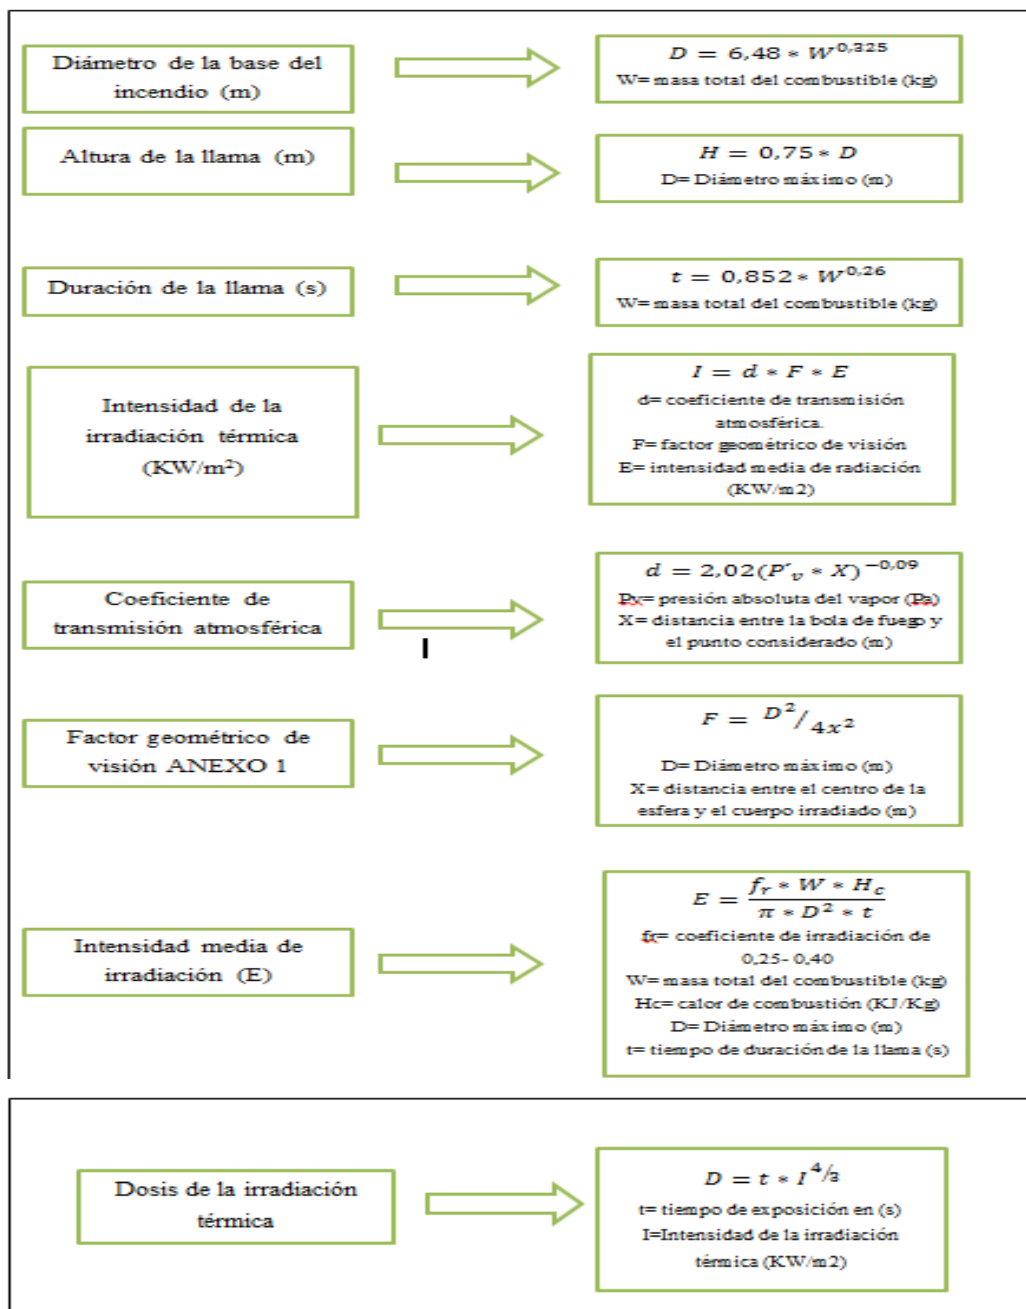 Diámetro de la base del
incendio (m)
D = 6,48 * W^0,325
W= masa total del combustible (kg)
Altura de la llama (m)
H = 0,75 * D
D= Diámetro máximo (m)
Duración de la llama (s)
t = 0,852 * W^0,26
W= masa total del combustible (kg)
Intensidad de la
irradiación térmica
(KW/m²)
I = d * F * E
d= coeficiente de transmisión
atmosférica.
F= factor geométrico de visión
E= intensidad media de radiación
(KW/m2)
Coeficiente de
transmisión atmosférica
d = 2,02(P´v * X)^−0,09
Pv= presión absoluta del vapor (Pa)
X= distancia entre la bola de fuego y
el punto considerado (m)
Factor geométrico de
visión ANEXO 1
F = D²/4x²
D= Diámetro máximo (m)
X= distancia entre el centro de la
esfera y el cuerpo irradiado (m)
Intensidad media de
irradiación (E)
E = fr * W * Hc
π * D² * t
fr= coeficiente de irradiación de
0,25- 0,40
W= masa total del combustible (kg)
Hc= calor de combustión (KJ/Kg)
D= Diámetro máximo (m)
t= tiempo de duración de la llama (s)
Dosis de la irradiación
térmica
D = t * I^4/3
t= tiempo de exposición en (s)
I=Intensidad de la irradiación
térmica (KW/m2)